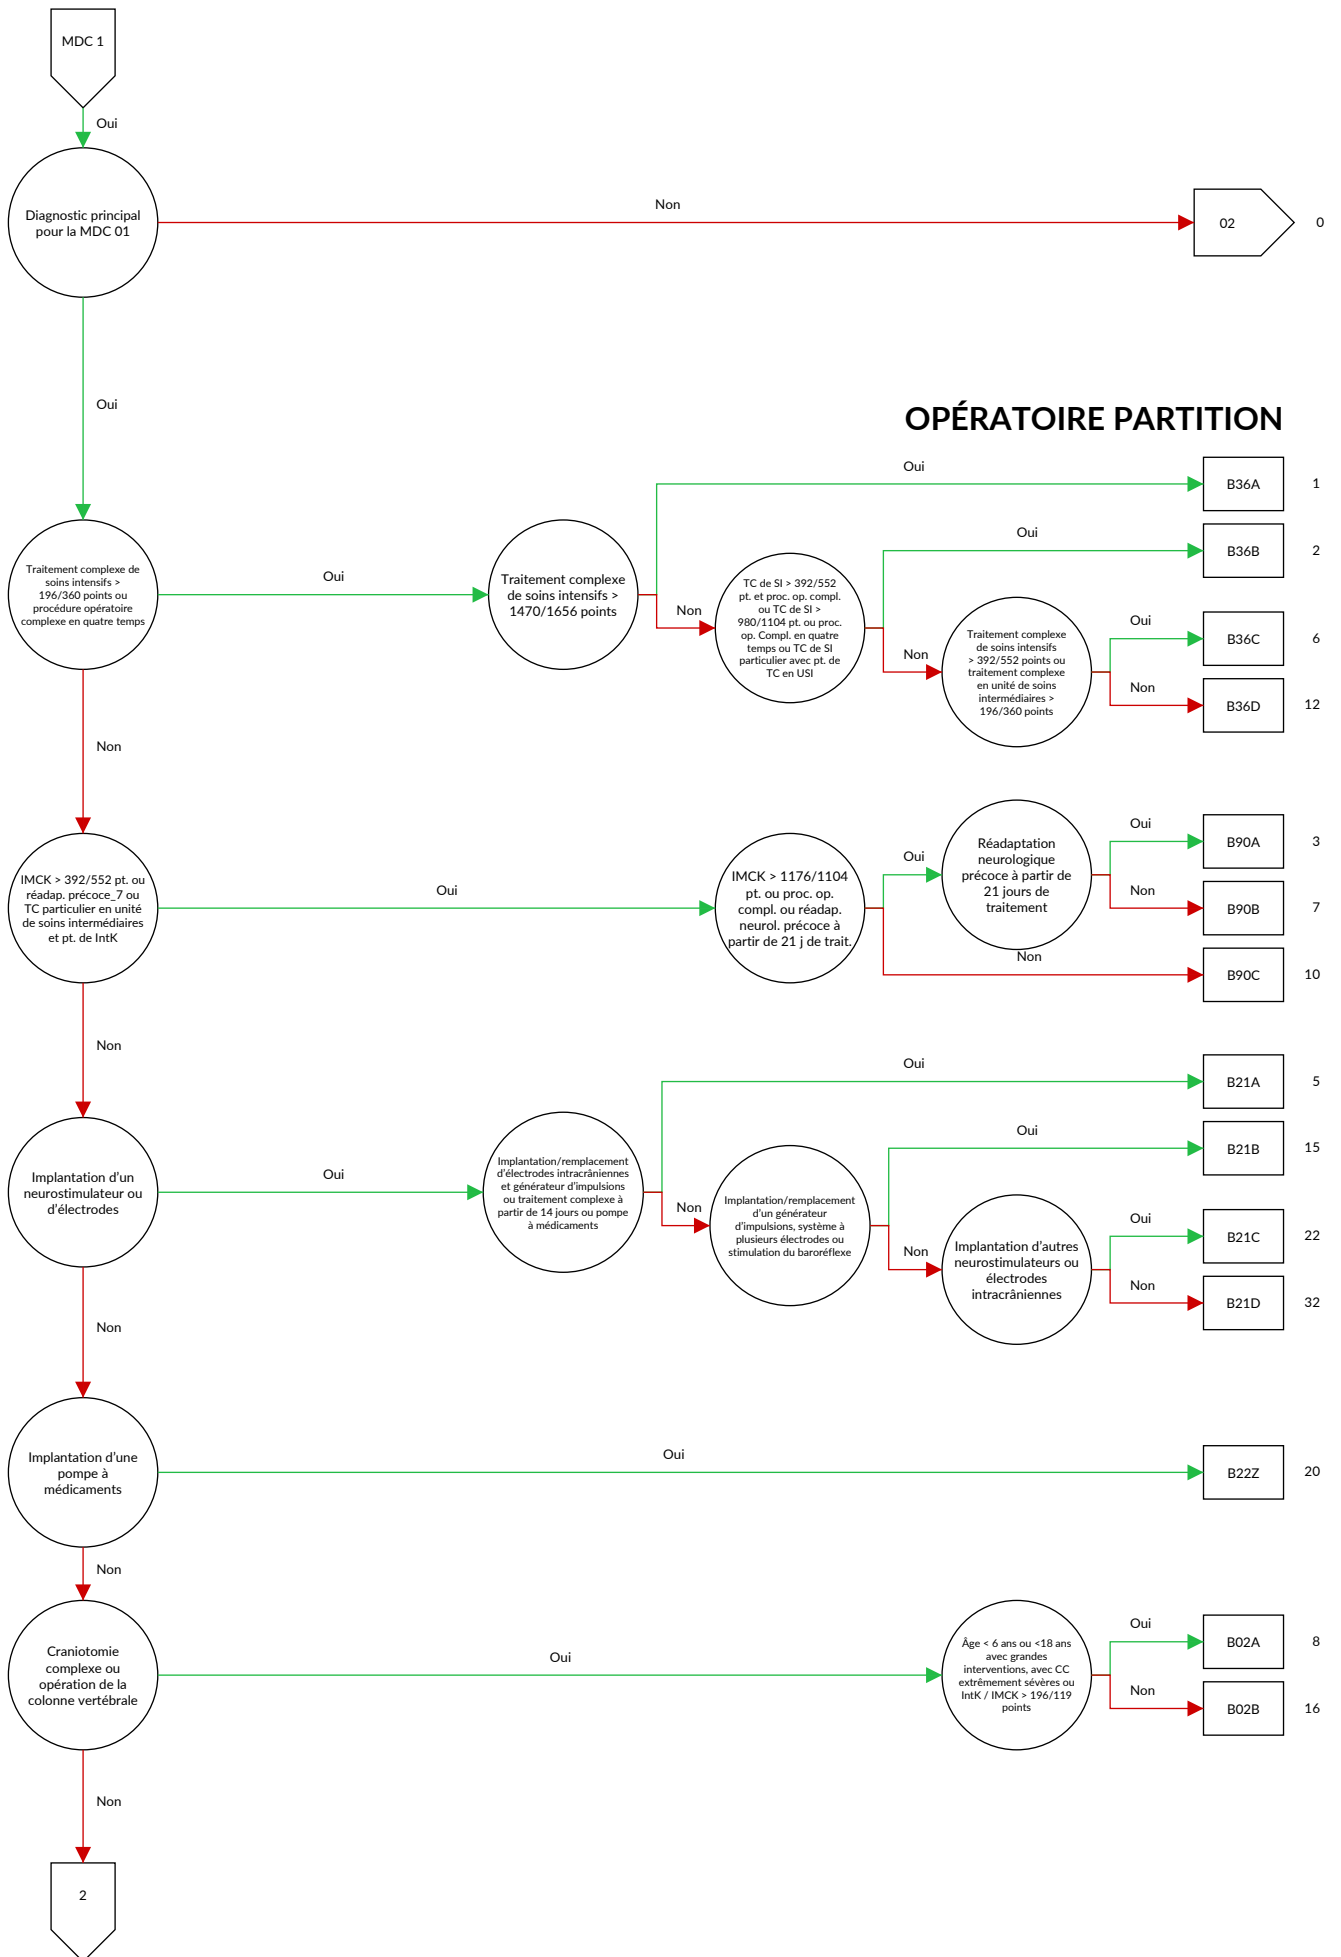 MDC 1
Oui
Diagnostic principal
pour la MDC 01
Non
02
0
Oui
OPÉRATOIRE PARTITION
Traitement complexe de
soins intensifs >
196/360 points ou
procédure opératoire
complexe en quatre temps
Oui
Traitement complexe
de soins intensifs >
1470/1656 points
Oui
B36A
1
Non
TC de SI > 392/552
pt. et proc. op. compl.
ou TC de SI >
980/1104 pt. ou proc.
op. Compl. en quatre
temps ou TC de SI
particulier avec pt. de
TC en USI
Oui
B36B
2
Non
Traitement complexe
de soins intensifs
> 392/552 points ou
traitement complexe
en unité de soins
intermédiaires >
196/360 points
Oui
B36C
6
Non
B36D
12
Non
IMCK > 392/552 pt. ou
réadap. précoce_7 ou
TC particulier en unité
de soins intermédiaires
et pt. de IntK
Oui
IMCK > 1176/1104
pt. ou proc. op.
compl. ou réadap.
neurol. précoce à
partir de 21 j de trait.
Oui
Réadaptation
neurologique
précoce à partir de
21 jours de
traitement
Oui
B90A
3
Non
B90B
7
Non
B90C
10
Non
Implantation d'un
neurostimulateur ou
d'électrodes
Oui
Implantation/remplacement
d'électrodes intracrâniennes
et générateur d'impulsions
ou traitement complexe à
partir de 14 jours ou pompe
à médicaments
Oui
B21A
5
Non
Implantation/remplacement
d'un générateur
d'impulsions, système à
plusieurs électrodes ou
stimulation du baroréflexe
Oui
B21B
15
Non
Implantation d'autres
neurostimulateurs ou
électrodes
intracrâniennes
Oui
B21C
22
Non
B21D
32
Non
Implantation d'une
pompe à
médicaments
Oui
B22Z
20
Non
Craniotomie
complexe ou
opération de la
colonne vertébrale
Oui
Âge < 6 ans ou <18 ans
avec grandes
interventions, avec CC
extrêmement sévères ou
IntK / IMCK > 196/119
points
Oui
B02A
8
Non
B02B
16
Non
2